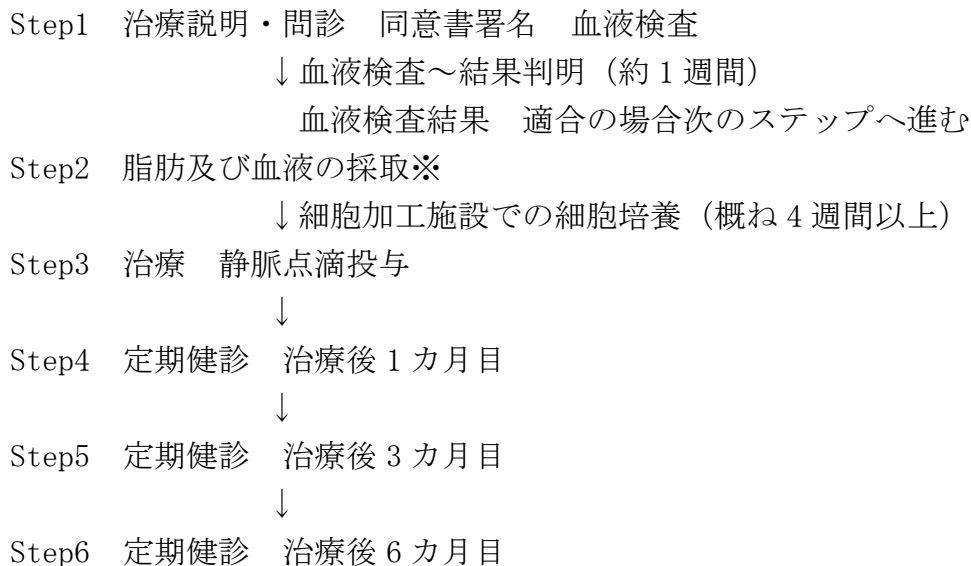 Step1　治療説明・問診　同意書署名　血液検査
↓血液検査～結果判明（約1週間）
血液検査結果　適合の場合次のステップへ進む
Step2　脂肪及び血液の採取※
↓細胞加工施設での細胞培養（概ね4週間以上）
Step3　治療　静脈点滴投与
↓
Step4　定期健診　治療後1カ月目
↓
Step5　定期健診　治療後3カ月目
↓
Step6　定期健診　治療後6カ月目